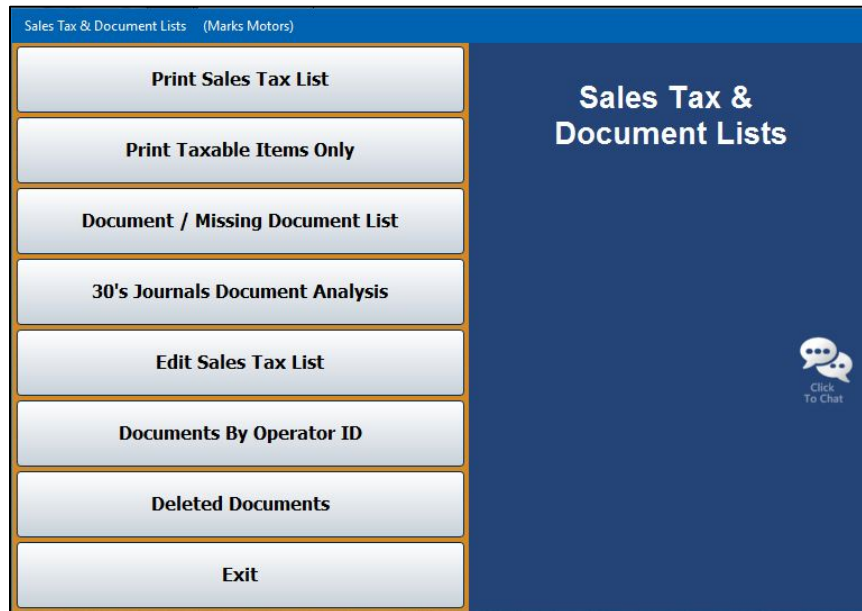 Sales Tax & Document Lists (Marks Motors)
Print Sales Tax List
Print Taxable Items Only
Document / Missing Document List
30's Journals Document Analysis
Edit Sales Tax List
Documents By Operator ID
Deleted Documents
Exit
Sales Tax &
Document Lists
Click
To Chat